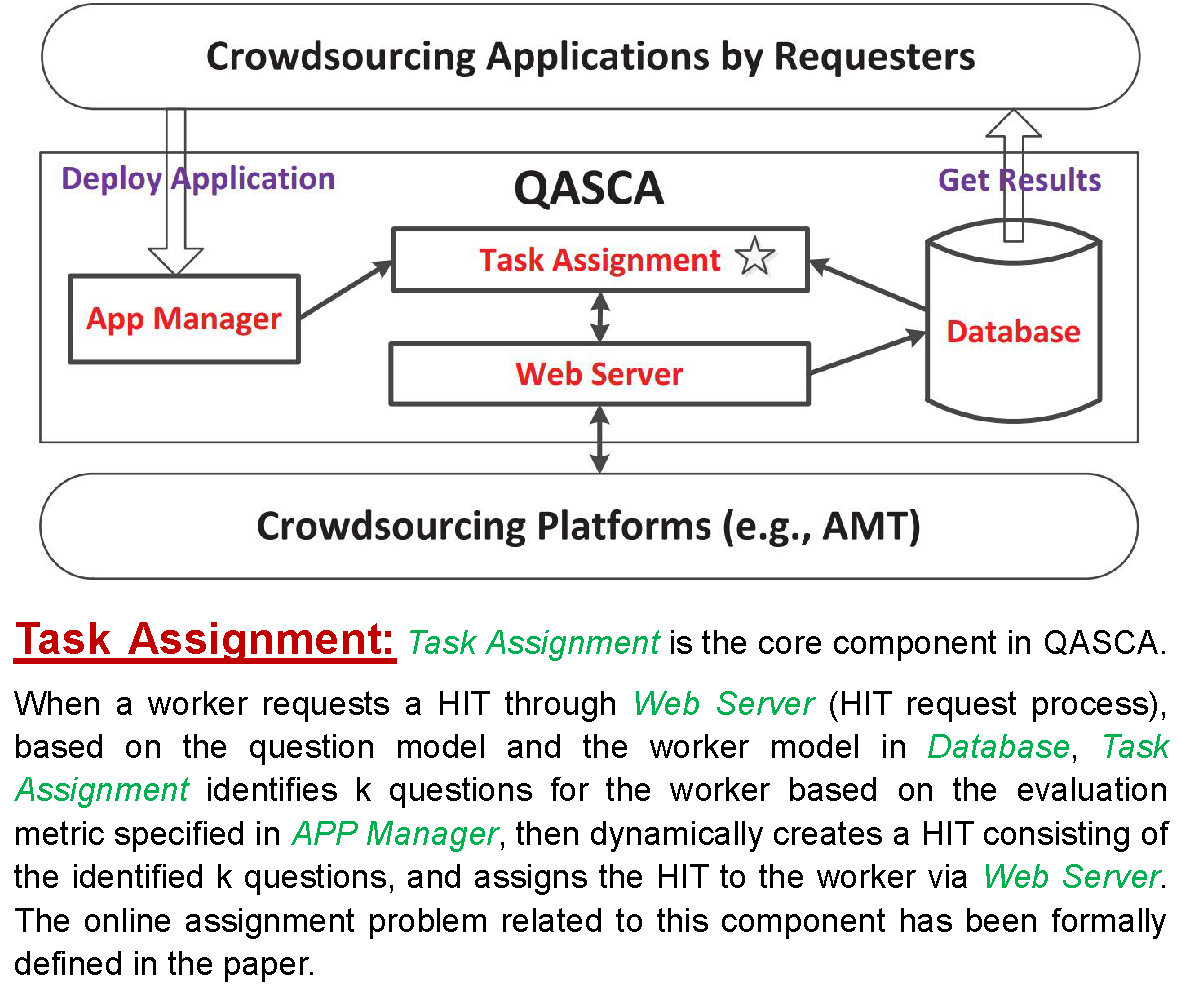 Crowdsourcing Applications by Requesters
Deploy Application
QASCA
Get Results
Task Assignment
App Manager
Database
Web Server
Crowdsourcing Platforms (e.g., AMT)
Task Assignment: Task Assignment is the core component in QASCA.
When a worker requests a HIT through Web Server (HIT request process),
based on the question model and the worker model in Database, Task
Assignment identifies k questions for the worker based on the evaluation
metric specified in APP Manager, then dynamically creates a HIT consisting of
the identified k questions, and assigns the HIT to the worker via Web Server.
The online assignment problem related to this component has been formally
defined in the paper.